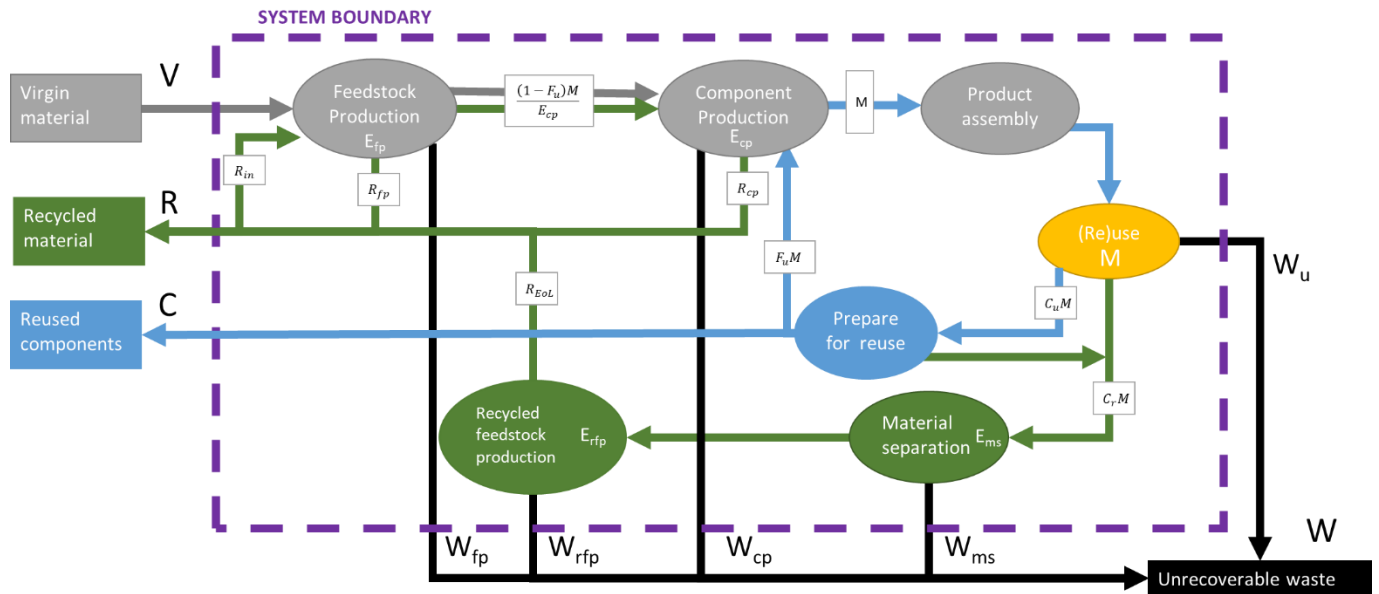 SYSTEM BOUNDARY
V
Virgin
material
Feedstock
Production
E_fp
(1 − F_u)M
E_cp
Component
Production
E_cp
M
Product
assembly
R_in
R_fp
R_cp
R
Recycled
material
(Re)use
M
W_u
F_uM
C_uM
R_EoL
C
Reused
components
Prepare
for reuse
C_rM
Recycled
feedstock
production
E_rfp
Material
separation
E_ms
W_fp
W_rfp
W_cp
W_ms
W
Unrecoverable waste